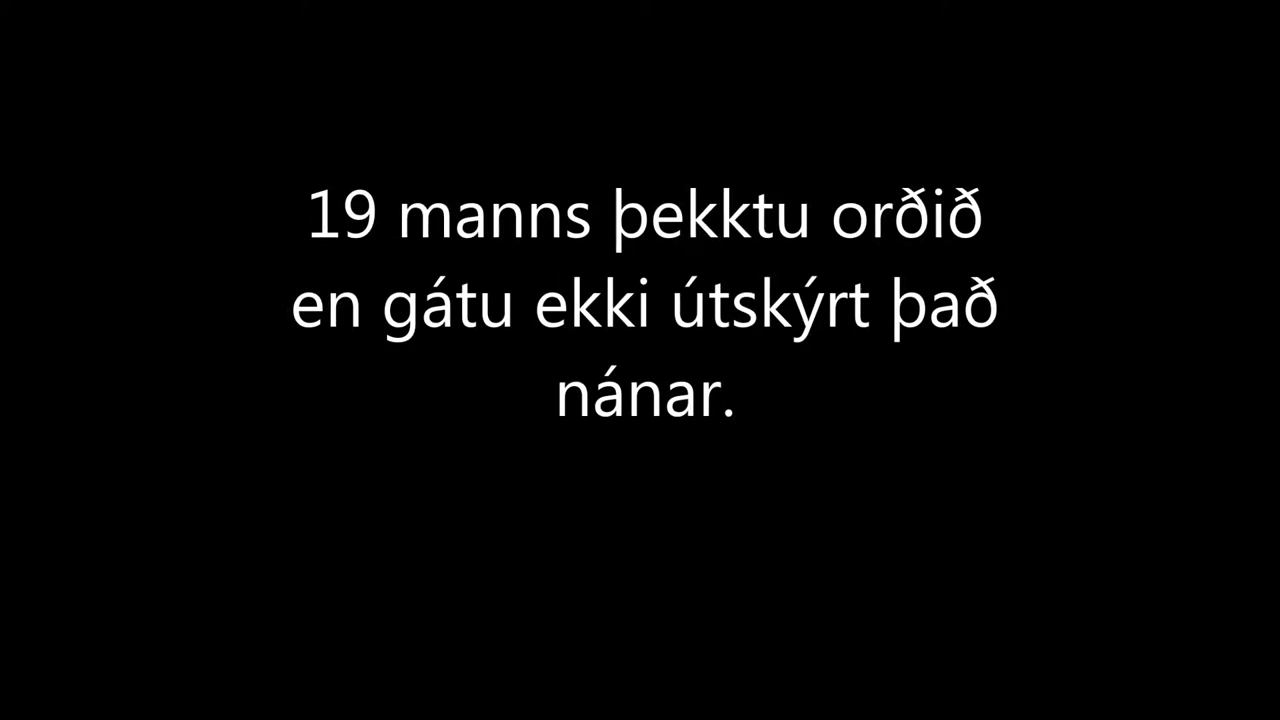 19 manns þekktu orðið
en gátu ekki útskýrt það
nánar.